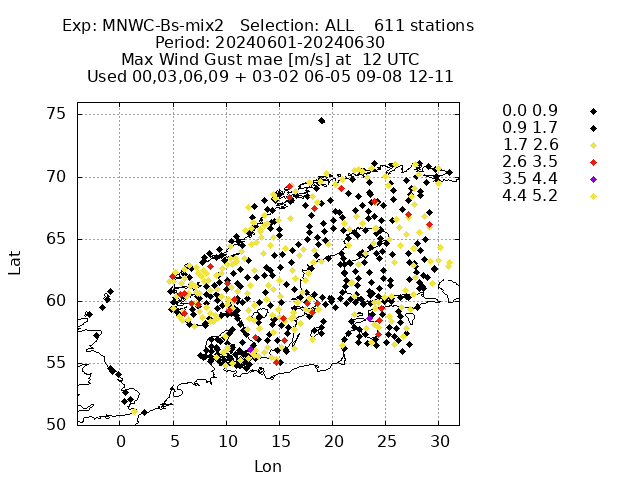 Exp: MNWC-Bs-mix2   Selection: ALL    611 stations
Period: 20240601-20240630
Max Wind Gust mae [m/s] at  12 UTC
Used 00,03,06,09 + 03-02 06-05 09-08 12-11
0.0 0.9
0.9 1.7
1.7 2.6
2.6 3.5
3.5 4.4
4.4 5.2
75
70
65
60
55
50
Lat
0 5 10 15 20 25 30
Lon